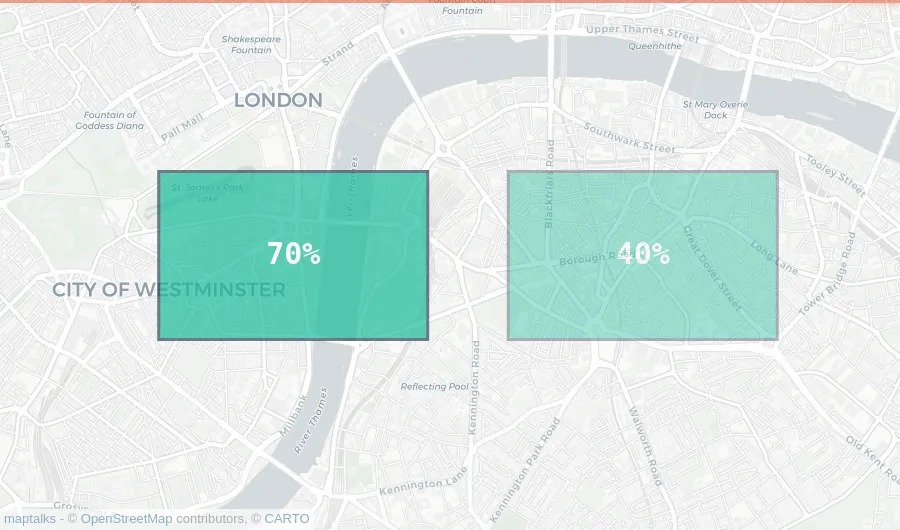 Fountain Court
Fountain
Upper Thames Street
Queenhithe
Shakespeare
Fountain
Strand
LONDON
St Mary Overie
Dock
Fountain of
Goddess Diana
Pall Mall
Lane
Southwark Street
Tooley Street
Blackfriars Road
St James's Park
Lake
River Thames
70%
40%
Borough Road
Great Dover Street
Long Lane
Tower Bridge Road
CITY OF WESTMINSTER
Reflecting Pool
Kennington Road
Millbank
River Thames
Walworth Road
Kennington Park Road
Old Kent Road
Kennington Lane
maptalks - © OpenStreetMap contributors, © CARTO